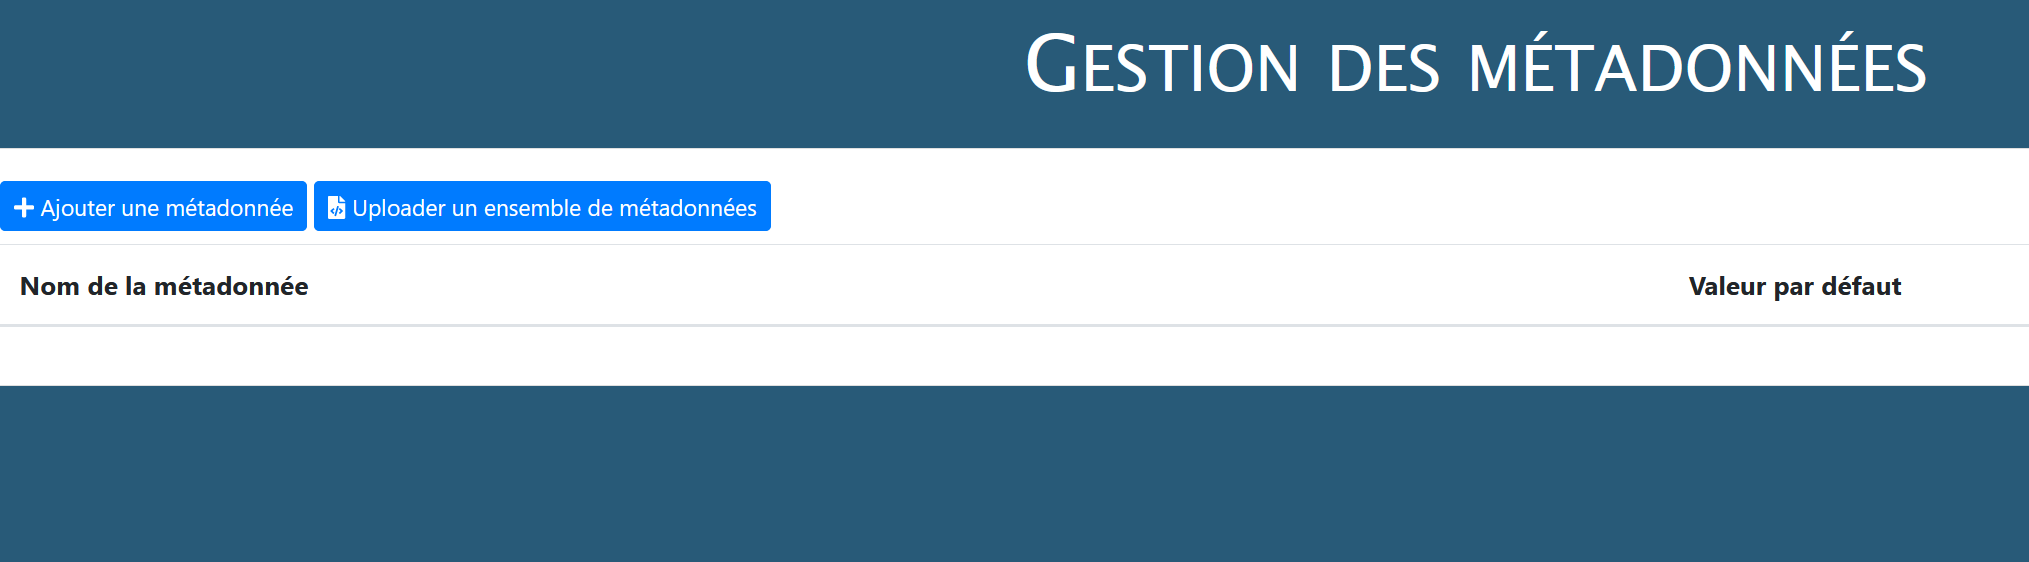 Gestion des métadonnées
Ajouter une métadonnée Uploader un ensemble de métadonnées
Nom de la métadonnée Valeur par défaut